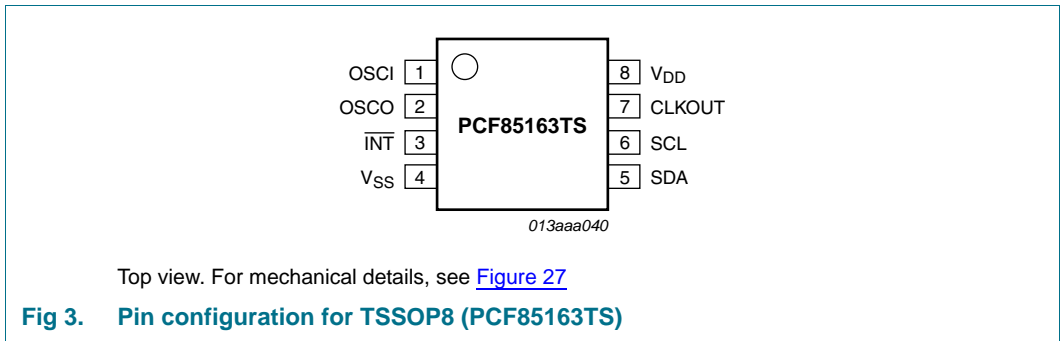 OSCI 1 8 VDD
OSCO 2 7 CLKOUT
PCF85163TS
INT 3 6 SCL
VSS 4 5 SDA
013aaa040
Top view. For mechanical details, see Figure 27
Fig 3. Pin configuration for TSSOP8 (PCF85163TS)